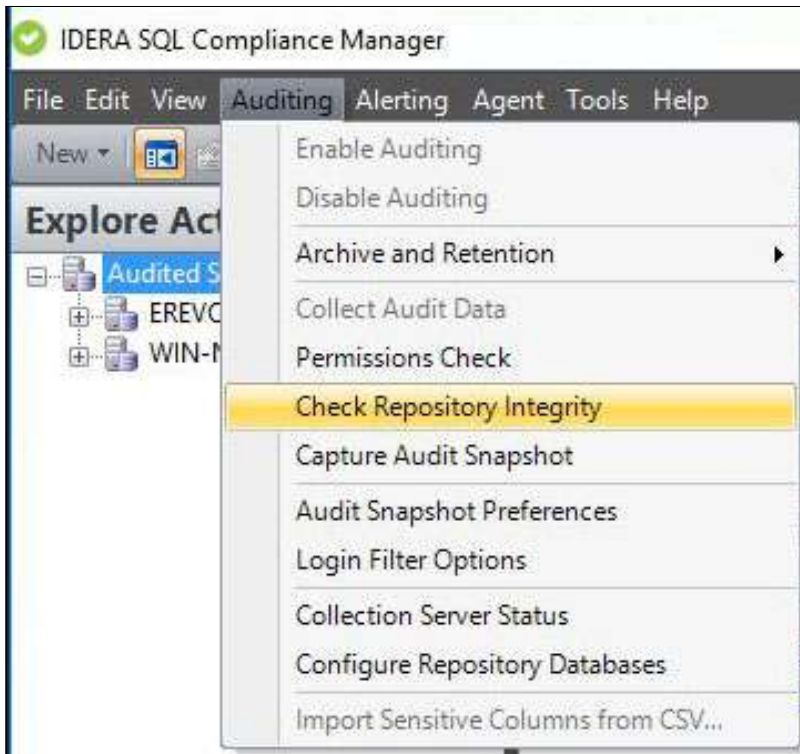 IDERA SQL Compliance Manager
File Edit View Auditing Alerting Agent Tools Help
New
Enable Auditing
Disable Auditing
Explore Act
Archive and Retention
Audited S
Collect Audit Data
EREVO
Permissions Check
WIN-N
Check Repository Integrity
Capture Audit Snapshot
Audit Snapshot Preferences
Login Filter Options
Collection Server Status
Configure Repository Databases
Import Sensitive Columns from CSV...